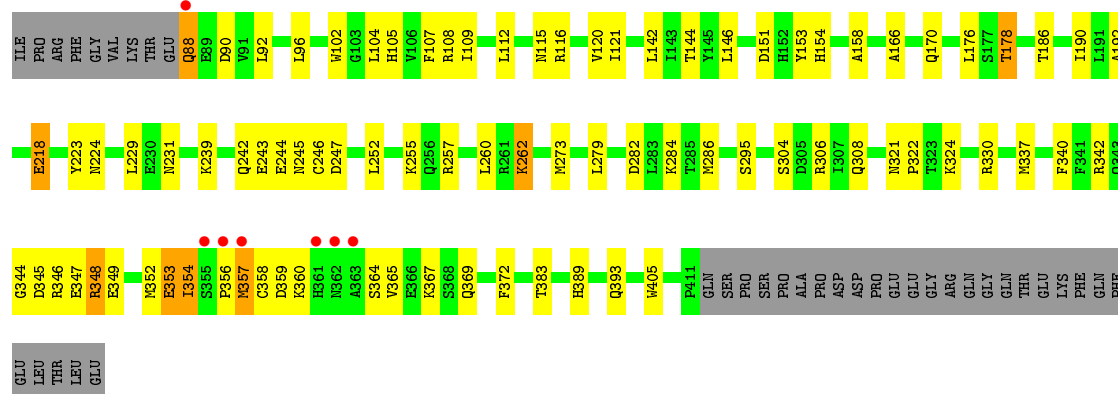 ILE PRO ARG PHE GLY VAL LYS THR GLU Q88 E89 D90 V91 L92 L96 W102 G103 L104 H105 V106 F107 R108 I109 L112 N115 R116 V120 I121 L142 I143 T144 Y145 L146 D151 H152 Y153 H154 A158 A166 Q170 L176 S177 T178 T186 I190 L191
E218 Y223 N224 L229 E230 N231 K239 Q242 E243 E244 N245 C246 D247 L252 K255 Q256 R257 L260 R261 K262 M273 L279 D282 L283 K284 T285 M286 S295 S304 D305 R306 I307 Q308 N321 P322 T323 K324 R330 M337 F340 F341 R342
G344 D345 R346 E347 R348 E349 M352 E353 I354 S355 P356 M357 C358 D359 K360 H361 N362 A363 S364 V365 E366 K367 S368 Q369 F372 T383 H389 Q393 W405 P411 GLN SER PRO SER PRO ALA PRO ASP ASP PRO GLU GLU GLY ARG GLN GLY GLN THR GLU LYS PHE GLN PHE
GLU LEU THR LEU GLU